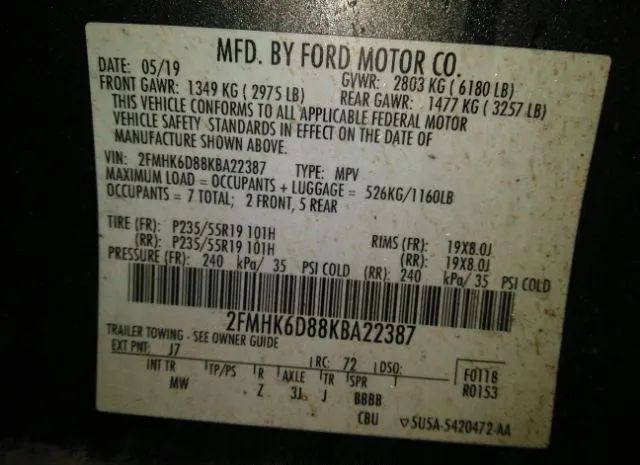 MFD. BY FORD MOTOR CO.
DATE: 05/19 GVWR: 2803 KG ( 6180 LB)
FRONT GAWR: 1349 KG ( 2975 LB) REAR GAWR: 1477 KG ( 3257LB)
THIS VEHICLE CONFORMS TO ALL APPLICABLE FEDERAL MOTOR
VEHICLE SAFETY STANDARDS IN EFFECT ON THE DATE OF
MANUFACTURE SHOWN ABOVE.
VIN: 2FMHK6D88KBA22387 TYPE: MPV
MAXIMUM LOAD = OCCUPANTS + LUGGAGE = 526KG/1160LB
OCCUPANTS = 7 TOTAL; 2 FRONT, 5 REAR
TIRE (FR): P235/55R19 101H RIMS (FR): 19X8.0J
(RR): P235/55R19 101H (RR): 19X8.0J
PRESSURE (FR): 240 kPa/ 35 PSI COLD (RR): 240 kPa/ 35 PSI COLD
2FMHK6D88KBA22387
TRAILER TOWING - SEE OWNER GUIDE
EXT PNT: J7 RC: 72 DSO: F0118
INT TR TP/PS R AXLE TR SPR R0153
MW Z 3J J BBBB
CBU 5U5A-5420472-AA